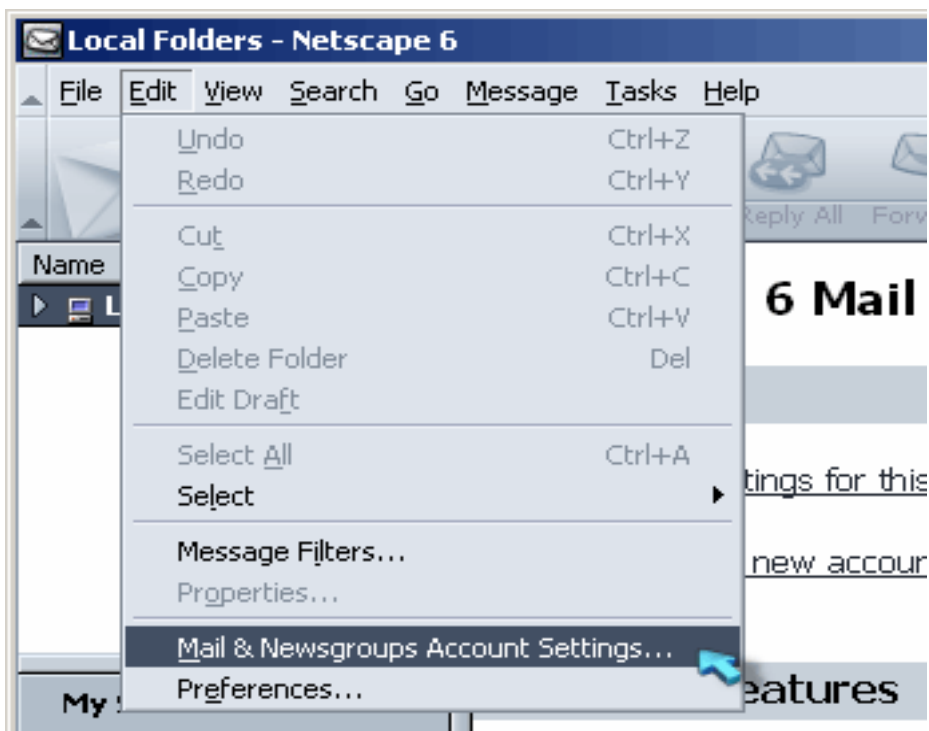 Local Folders - Netscape 6
File Edit View Search Go Message Tasks Help
Undo Ctrl+Z
Redo Ctrl+Y
Cut Ctrl+X
Copy Ctrl+C
Paste Ctrl+V
Delete Folder Del
Edit Draft
Select All Ctrl+A
Select
Message Filters...
Properties...
Mail & Newsgroups Account Settings...
Preferences...
Reply All Forw
Name
L
6 Mail
tings for this
new accoun
eatures
My